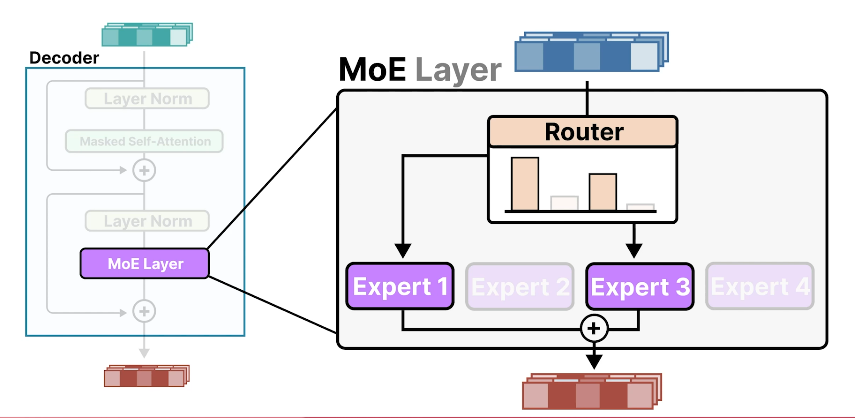 Decoder
Layer Norm
Masked Self-Attention
+
Layer Norm
MoE Layer
+
MoE Layer
Router
Expert 1
Expert 2
Expert 3
Expert 4
+